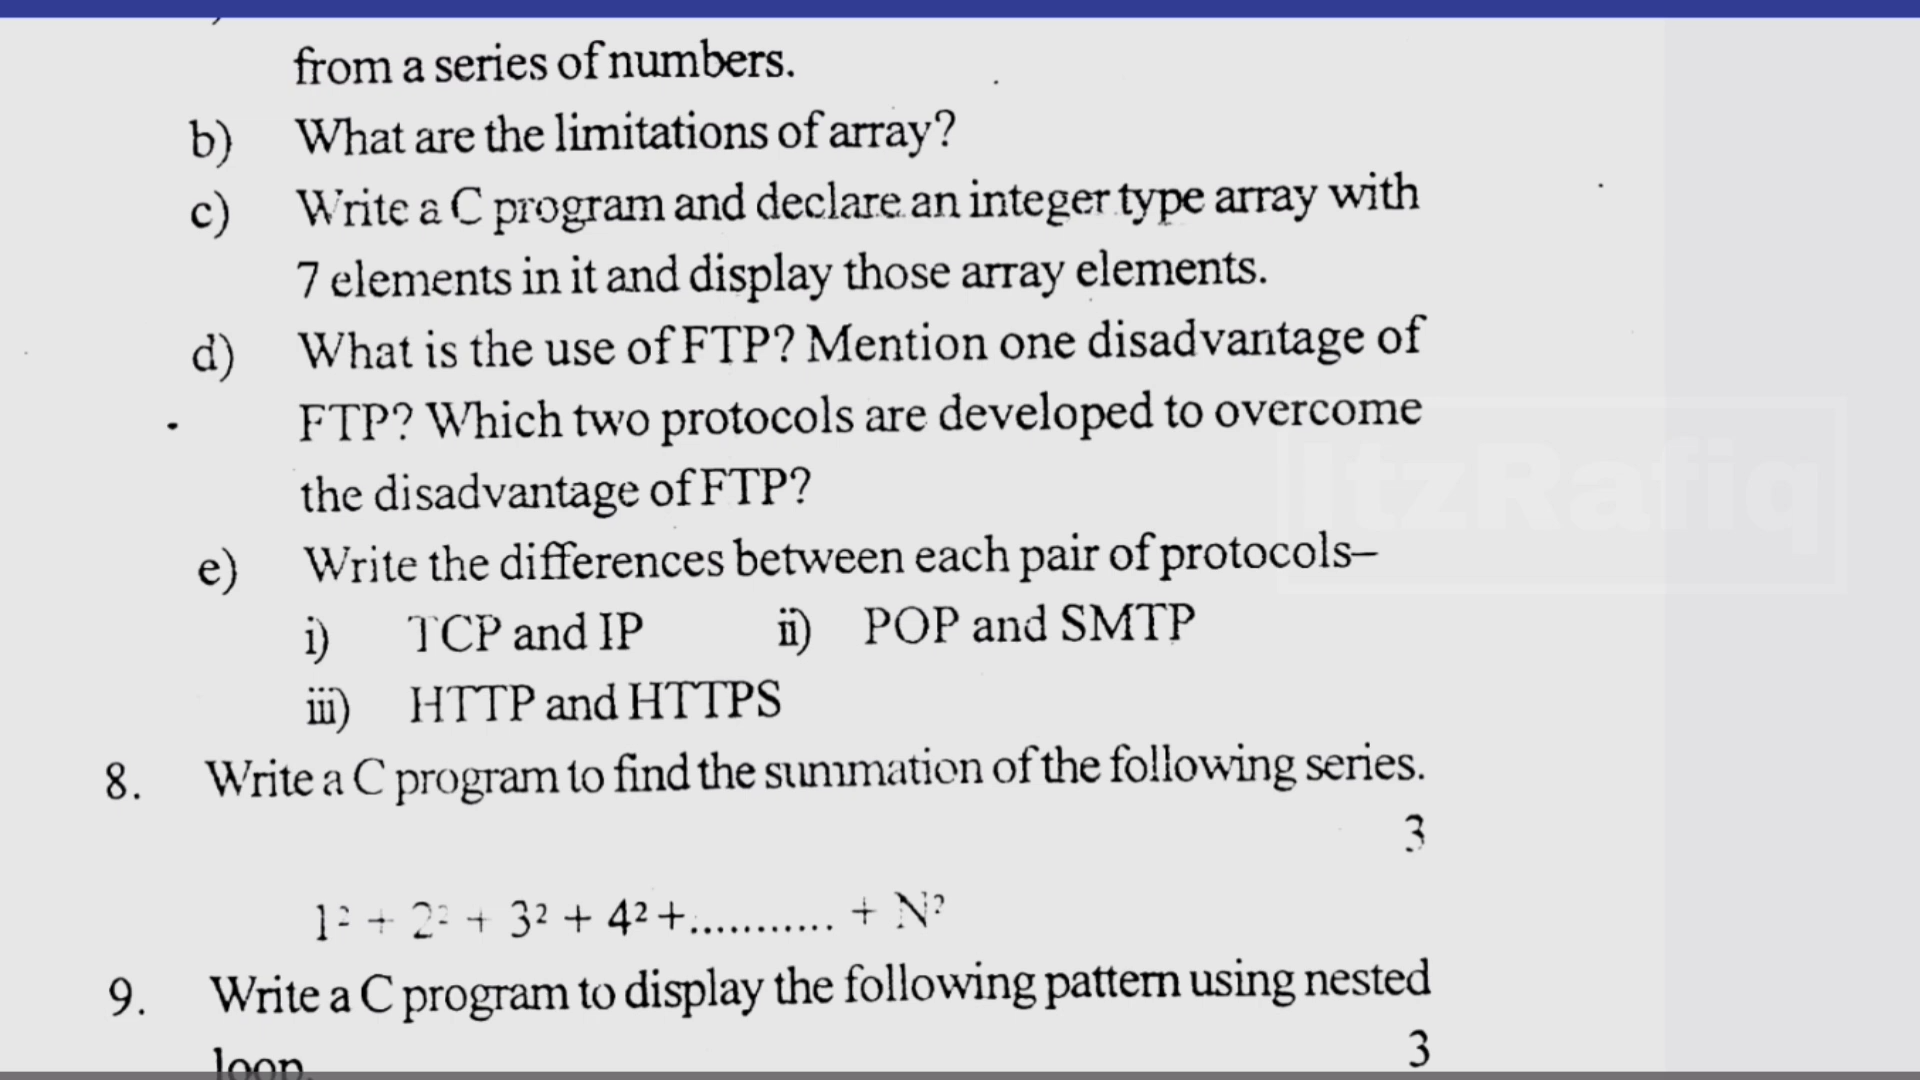 from a series of numbers.
b) What are the limitations of array?
c) Write a C program and declare an integer type array with
7 elements in it and display those array elements.
d) What is the use of FTP? Mention one disadvantage of
FTP? Which two protocols are developed to overcome
the disadvantage of FTP?
ItzRafiq
e) Write the differences between each pair of protocols–
i) TCP and IP ii) POP and SMTP
iii) HTTP and HTTPS
8. Write a C program to find the summation of the following series.
3
1² + 2² + 3² + 4² +........... + N²
9. Write a C program to display the following pattern using nested
loop. 3